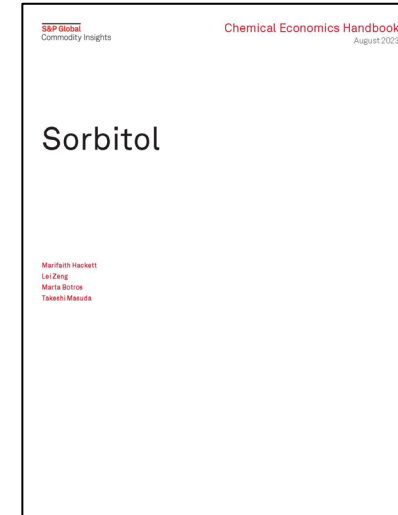 S&P Global
Commodity Insights
Chemical Economics Handbook
August 2023
Sorbitol
Marifaith Hackett
Lei Zeng
Marta Botros
Takeshi Masuda